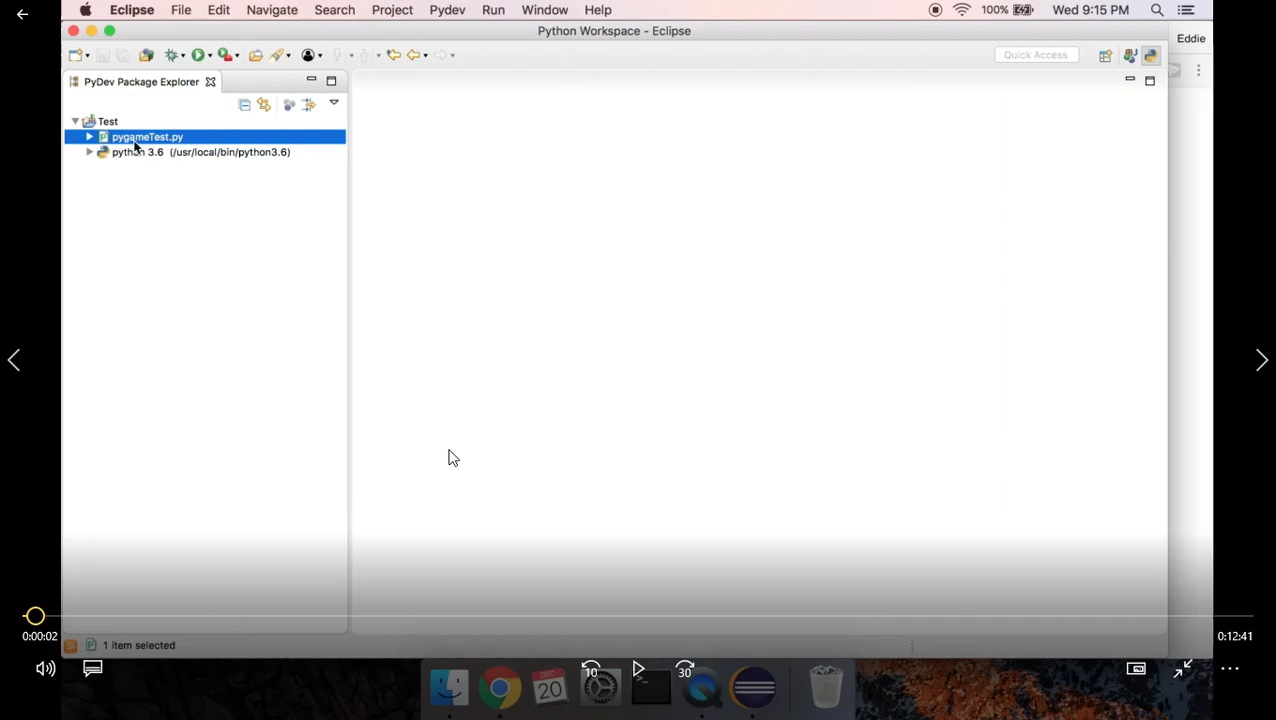 Eclipse File Edit Navigate Search Project Pydev Run Window Help 100% Wed 9:15 PM
Python Workspace - Eclipse
Eddie
Quick Access
PyDev Package Explorer
Test
pygameTest.py
python 3.6 (/usr/local/bin/python3.6)
0:00:02 0:12:41
1 item selected
10 30
DEC
20